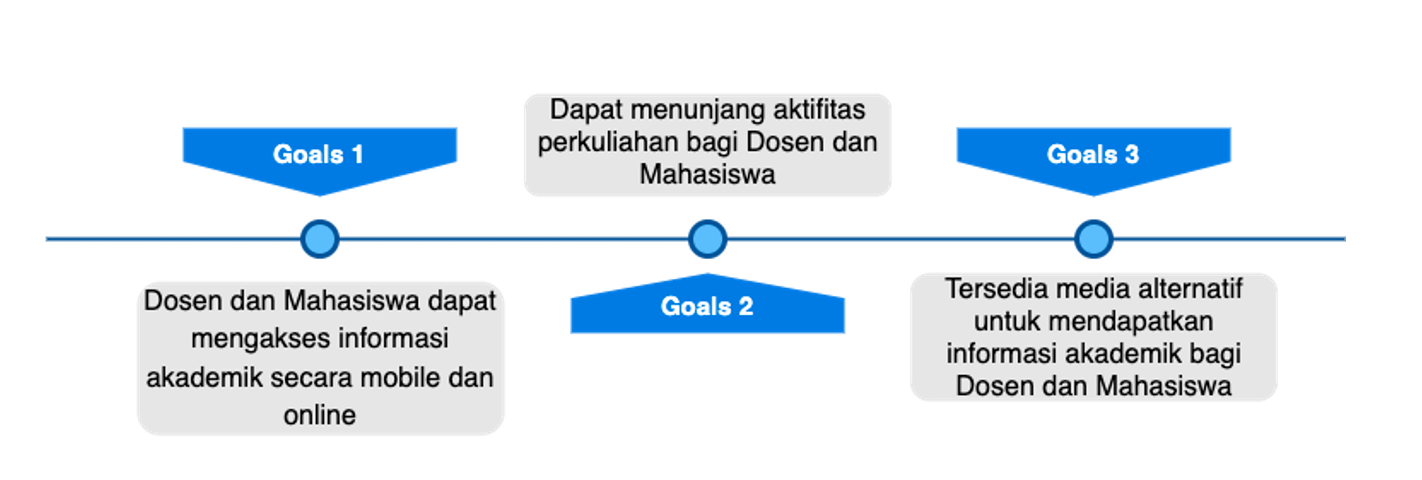 Goals 1
Dosen dan Mahasiswa dapat
mengakses informasi
akademik secara mobile dan
online
Dapat menunjang aktifitas
perkuliahan bagi Dosen dan
Mahasiswa
Goals 2
Goals 3
Tersedia media alternatif
untuk mendapatkan
informasi akademik bagi
Dosen dan Mahasiswa